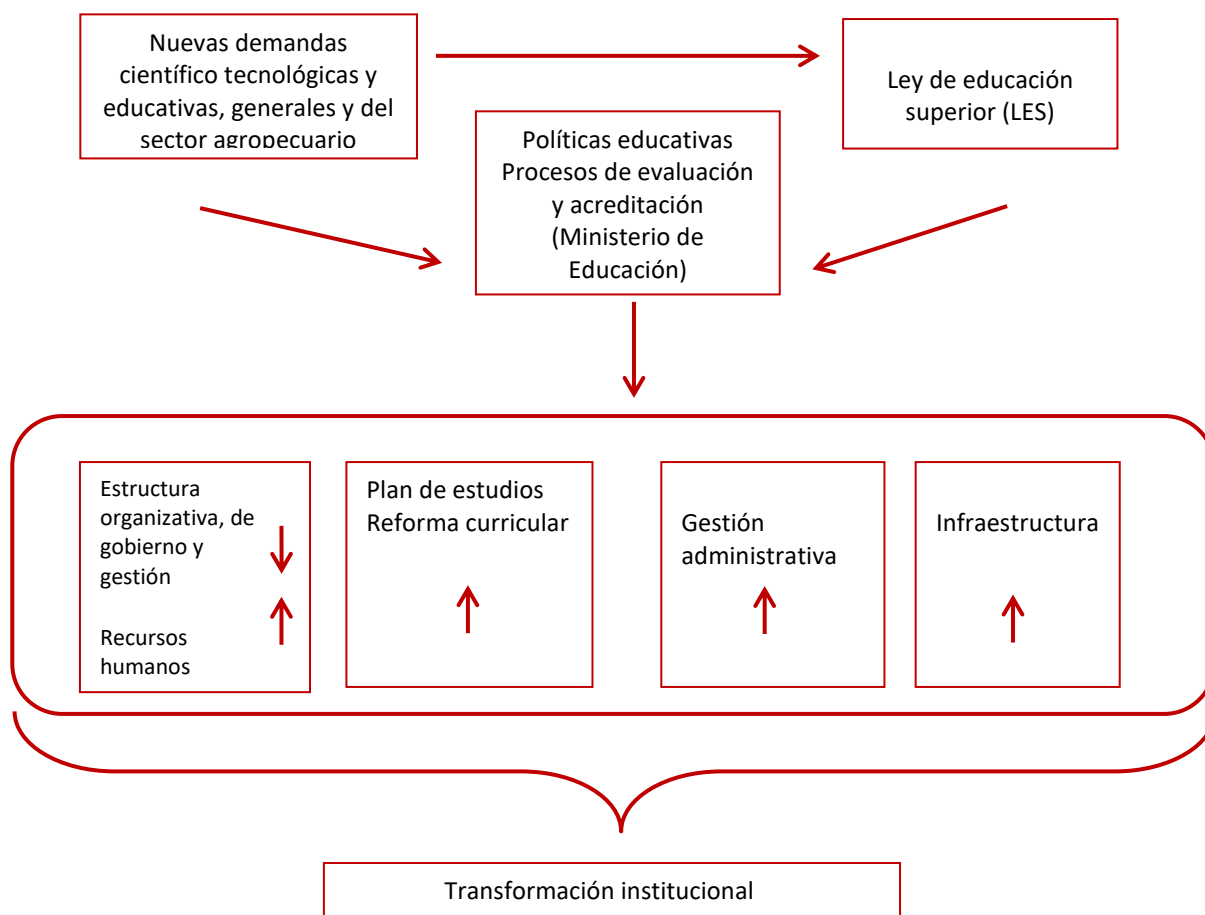 Nuevas demandas
científico tecnológicas y
educativas, generales y del
sector agropecuario
Ley de educación
superior (LES)
Políticas educativas
Procesos de evaluación
y acreditación
(Ministerio de
Educación)
Estructura
organizativa, de
gobierno y
gestión
Recursos
humanos
Plan de estudios
Reforma curricular
Gestión
administrativa
Infraestructura
Transformación institucional